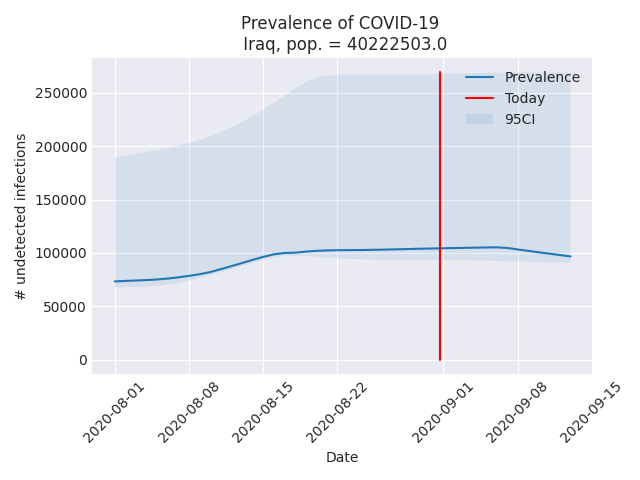 Prevalence of COVID-19
Iraq, pop. = 40222503.0
Prevalence
Today
95CI
250000
200000
150000
100000
50000
0
# undetected infections
2020-08-01
2020-08-08
2020-08-15
2020-08-22
2020-09-01
2020-09-08
2020-09-15
Date